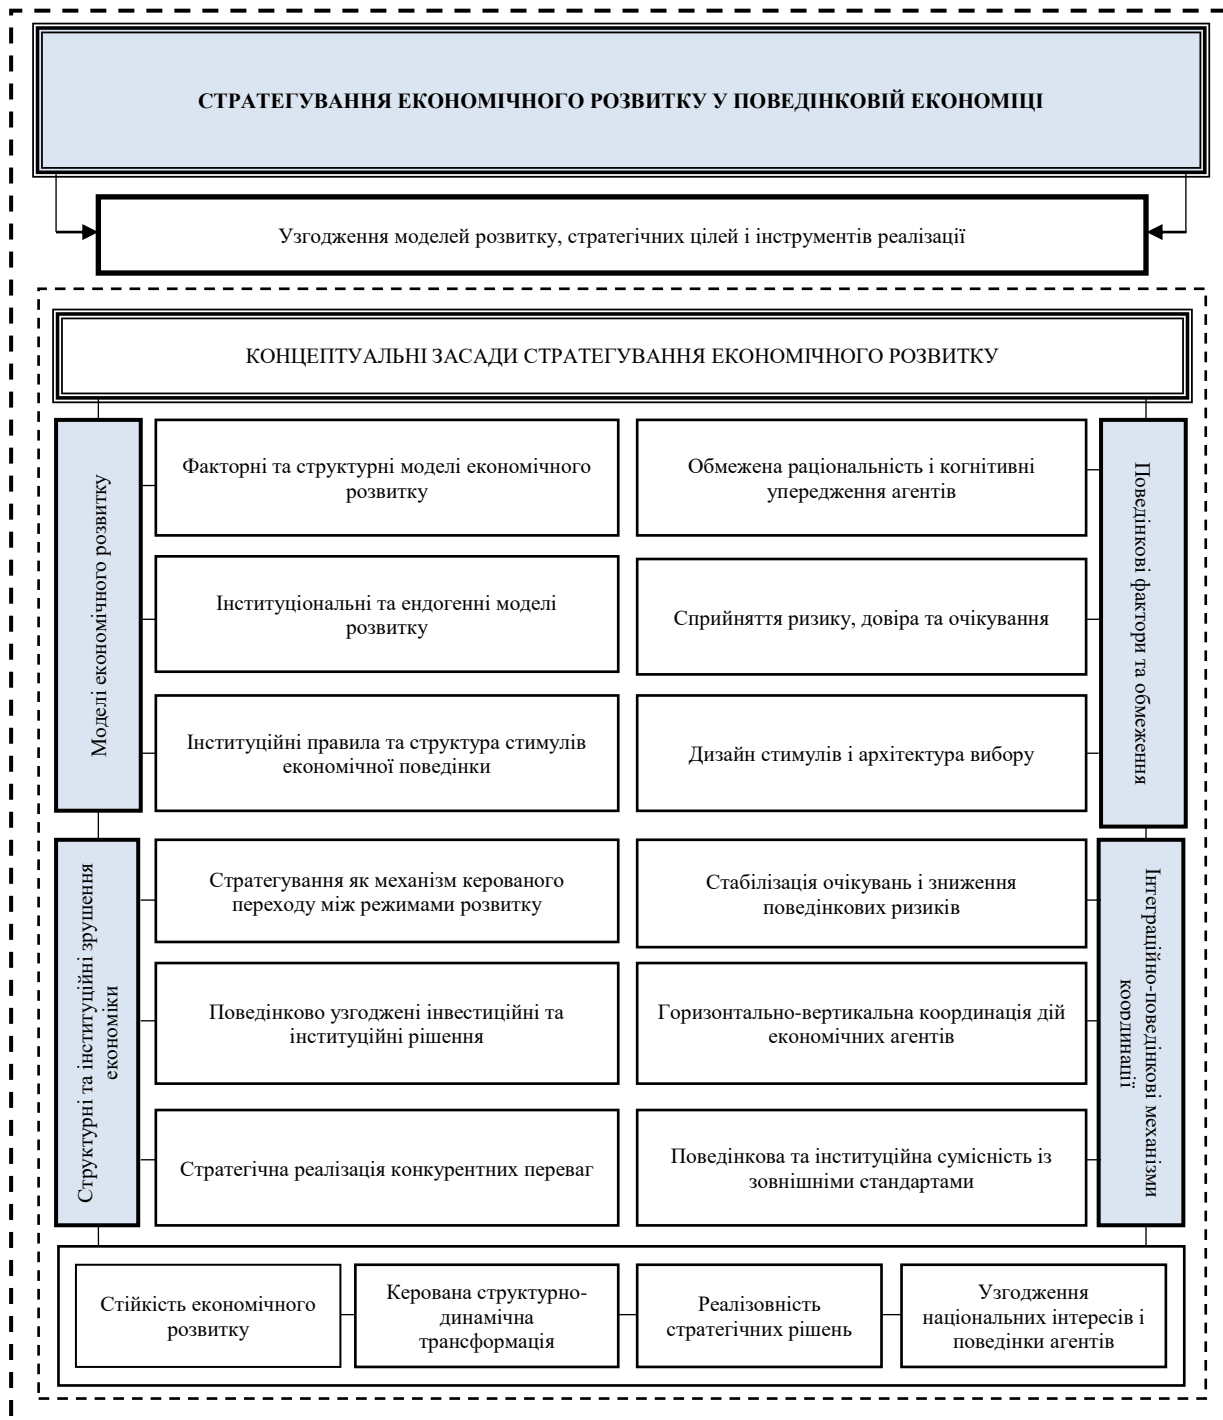 СТРАТЕГУВАННЯ ЕКОНОМІЧНОГО РОЗВИТКУ У ПОВЕДІНКОВІЙ ЕКОНОМІЦІ
Узгодження моделей розвитку, стратегічних цілей і інструментів реалізації
КОНЦЕПТУАЛЬНІ ЗАСАДИ СТРАТЕГУВАННЯ ЕКОНОМІЧНОГО РОЗВИТКУ
Моделі економічного розвитку
Факторні та структурні моделі економічного
розвитку
Інституціональні та ендогенні моделі
розвитку
Інституційні правила та структура стимулів
економічної поведінки
Обмежена раціональність і когнітивні
упередження агентів
Сприйняття ризику, довіра та очікування
Дизайн стимулів і архітектура вибору
Поведінкові фактори та обмеження
Структурні та інституційні зрушення
економіки
Стратегування як механізм керованого
переходу між режимами розвитку
Поведінково узгоджені інвестиційні та
інституційні рішення
Стратегічна реалізація конкурентних переваг
Стабілізація очікувань і зниження
поведінкових ризиків
Горизонтально-вертикальна координація дій
економічних агентів
Поведінкова та інституційна сумісність із
зовнішніми стандартами
Інтеграційно-поведінкові механізми
координації
Стійкість економічного
розвитку
Керована структурно-
динамічна
трансформація
Реалізовність
стратегічних рішень
Узгодження
національних інтересів і
поведінки агентів